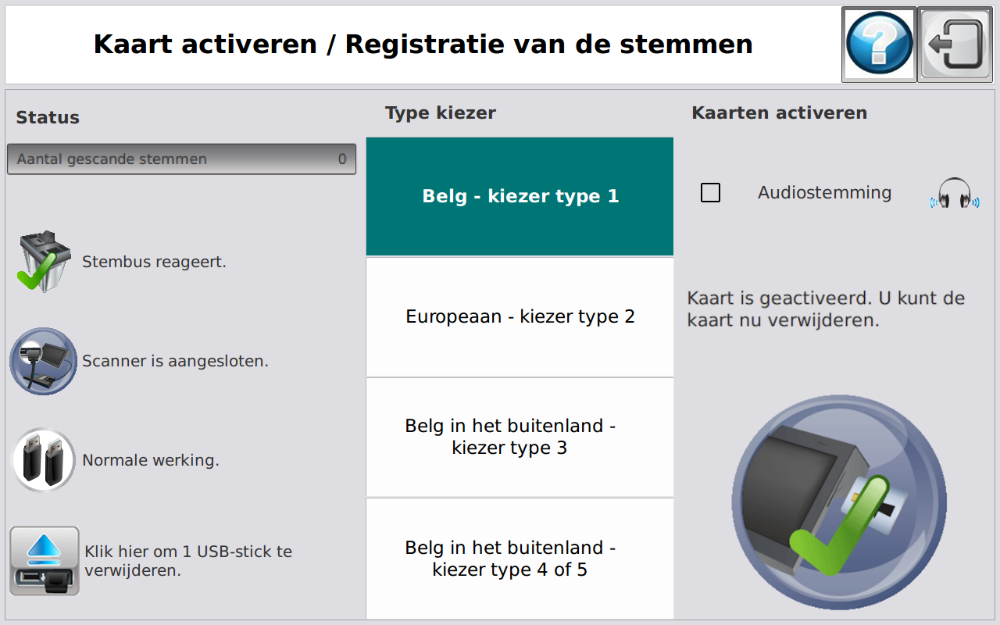 Kaart activeren / Registratie van de stemmen
Status
Aantal gescande stemmen 0
Stembus reageert.
Scanner is aangesloten.
Normale werking.
Klik hier om 1 USB-stick te
verwijderen.
Type kiezer
Belg - kiezer type 1
Europeaan - kiezer type 2
Belg in het buitenland -
kiezer type 3
Belg in het buitenland -
kiezer type 4 of 5
Kaarten activeren
Audiostemming
Kaart is geactiveerd. U kunt de
kaart nu verwijderen.